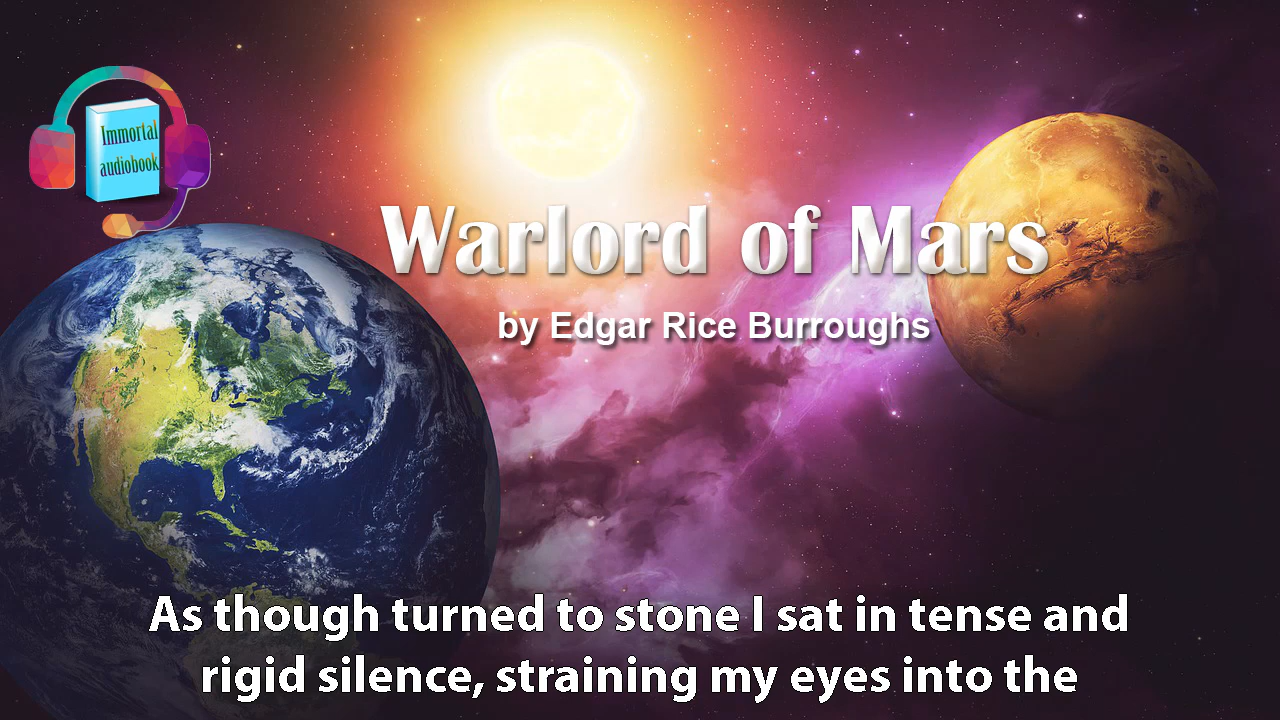 Immortal
audiobook
Warlord of Mars
by Edgar Rice Burroughs
As though turned to stone I sat in tense and
rigid silence, straining my eyes into the